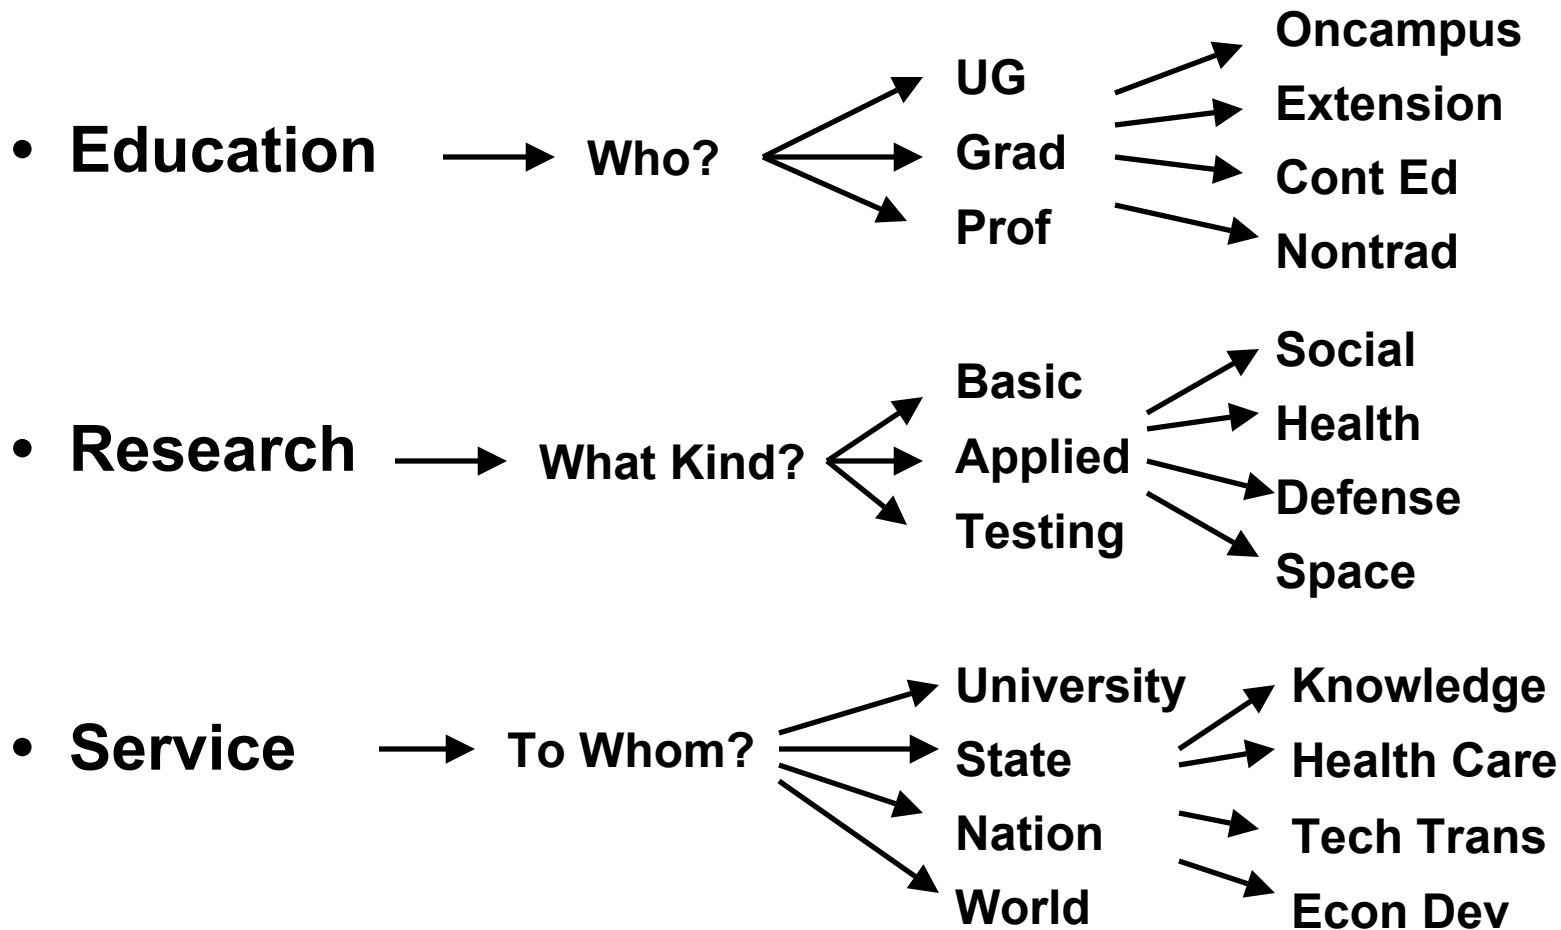 • Education
Who?
UG
Grad
Prof
Oncampus
Extension
Cont Ed
Nontrad
• Research
What Kind?
Basic
Applied
Testing
Social
Health
Defense
Space
• Service
To Whom?
University
State
Nation
World
Knowledge
Health Care
Tech Trans
Econ Dev